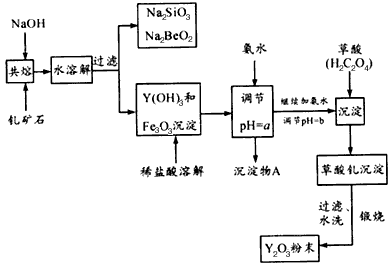 NaOH
共熔
钇矿石
水溶解
过滤
Na₂SiO₃
Na₂BeO₂
Y(OH)₃和
Fe₃O₃沉淀
稀盐酸溶解
氨水
调节
pH=a
沉淀物A
继续加氨水
调节pH=b
草酸
(H₂C₂O₄)
沉淀
草酸钇沉淀
过滤、
水洗
煅烧
Y₂O₃粉末